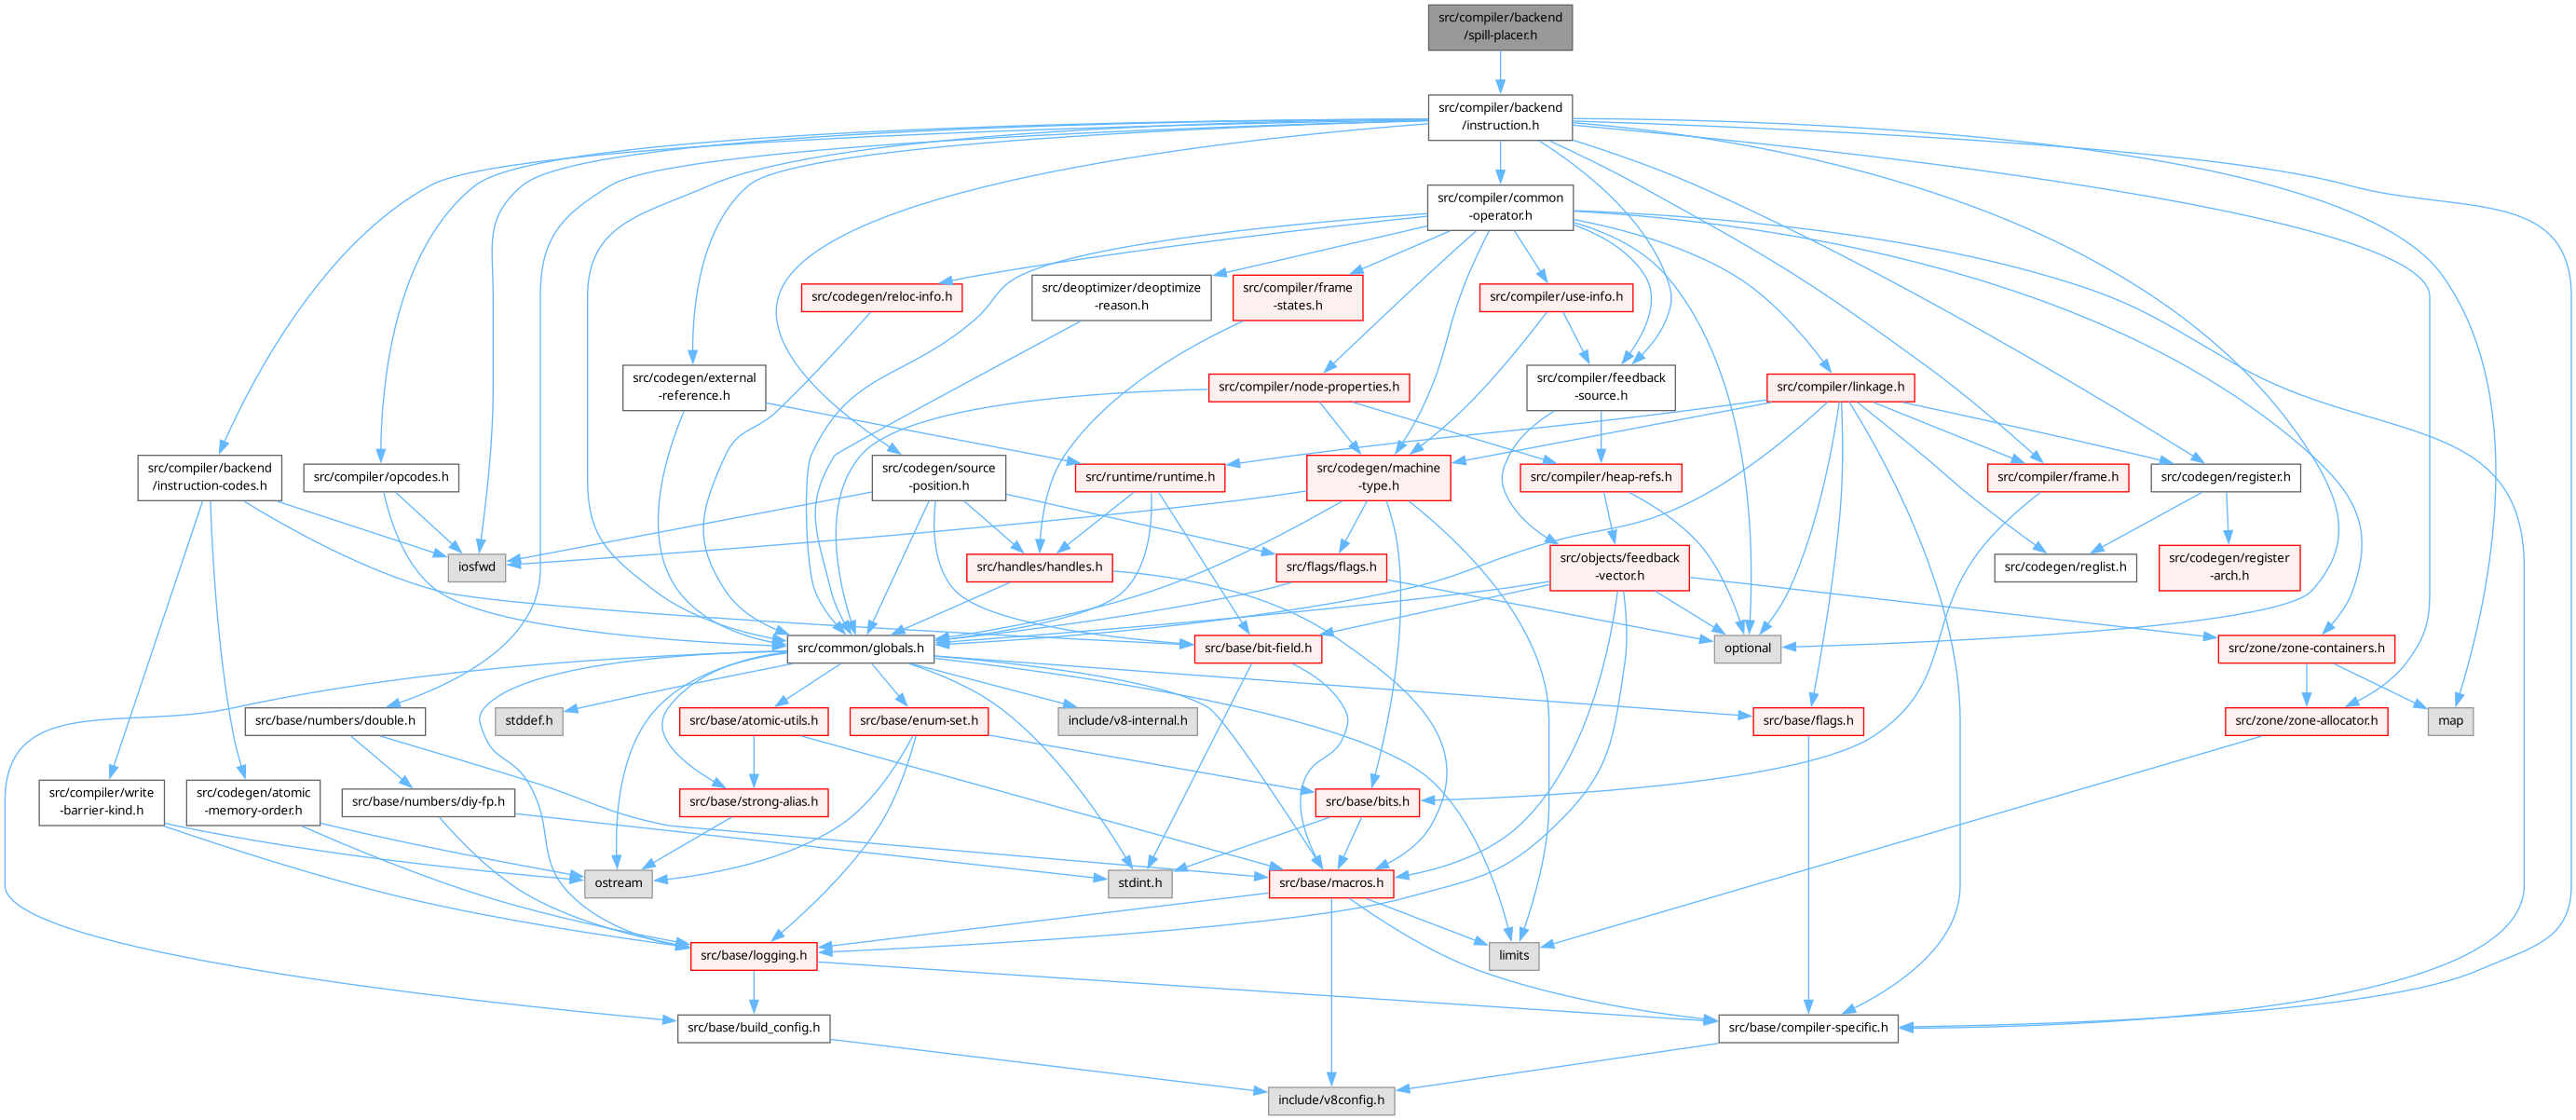 src/compiler/backend
/spill-placer.h
src/compiler/backend
/instruction.h
src/compiler/common
-operator.h
src/codegen/reloc-info.h
src/deoptimizer/deoptimize
-reason.h
src/compiler/frame
-states.h
src/compiler/use-info.h
src/codegen/external
-reference.h
src/compiler/node-properties.h
src/compiler/feedback
-source.h
src/compiler/linkage.h
src/compiler/backend
/instruction-codes.h
src/compiler/opcodes.h
src/codegen/source
-position.h
src/runtime/runtime.h
src/codegen/machine
-type.h
src/compiler/heap-refs.h
src/compiler/frame.h
src/codegen/register.h
iosfwd
src/handles/handles.h
src/flags/flags.h
src/objects/feedback
-vector.h
src/codegen/reglist.h
src/codegen/register
-arch.h
src/common/globals.h
src/base/bit-field.h
optional
src/zone/zone-containers.h
src/base/numbers/double.h
stddef.h
src/base/atomic-utils.h
src/base/enum-set.h
include/v8-internal.h
src/base/flags.h
src/zone/zone-allocator.h
map
src/compiler/write
-barrier-kind.h
src/codegen/atomic
-memory-order.h
src/base/numbers/diy-fp.h
src/base/strong-alias.h
src/base/bits.h
ostream
stdint.h
src/base/macros.h
src/base/logging.h
limits
src/base/build_config.h
src/base/compiler-specific.h
include/v8config.h